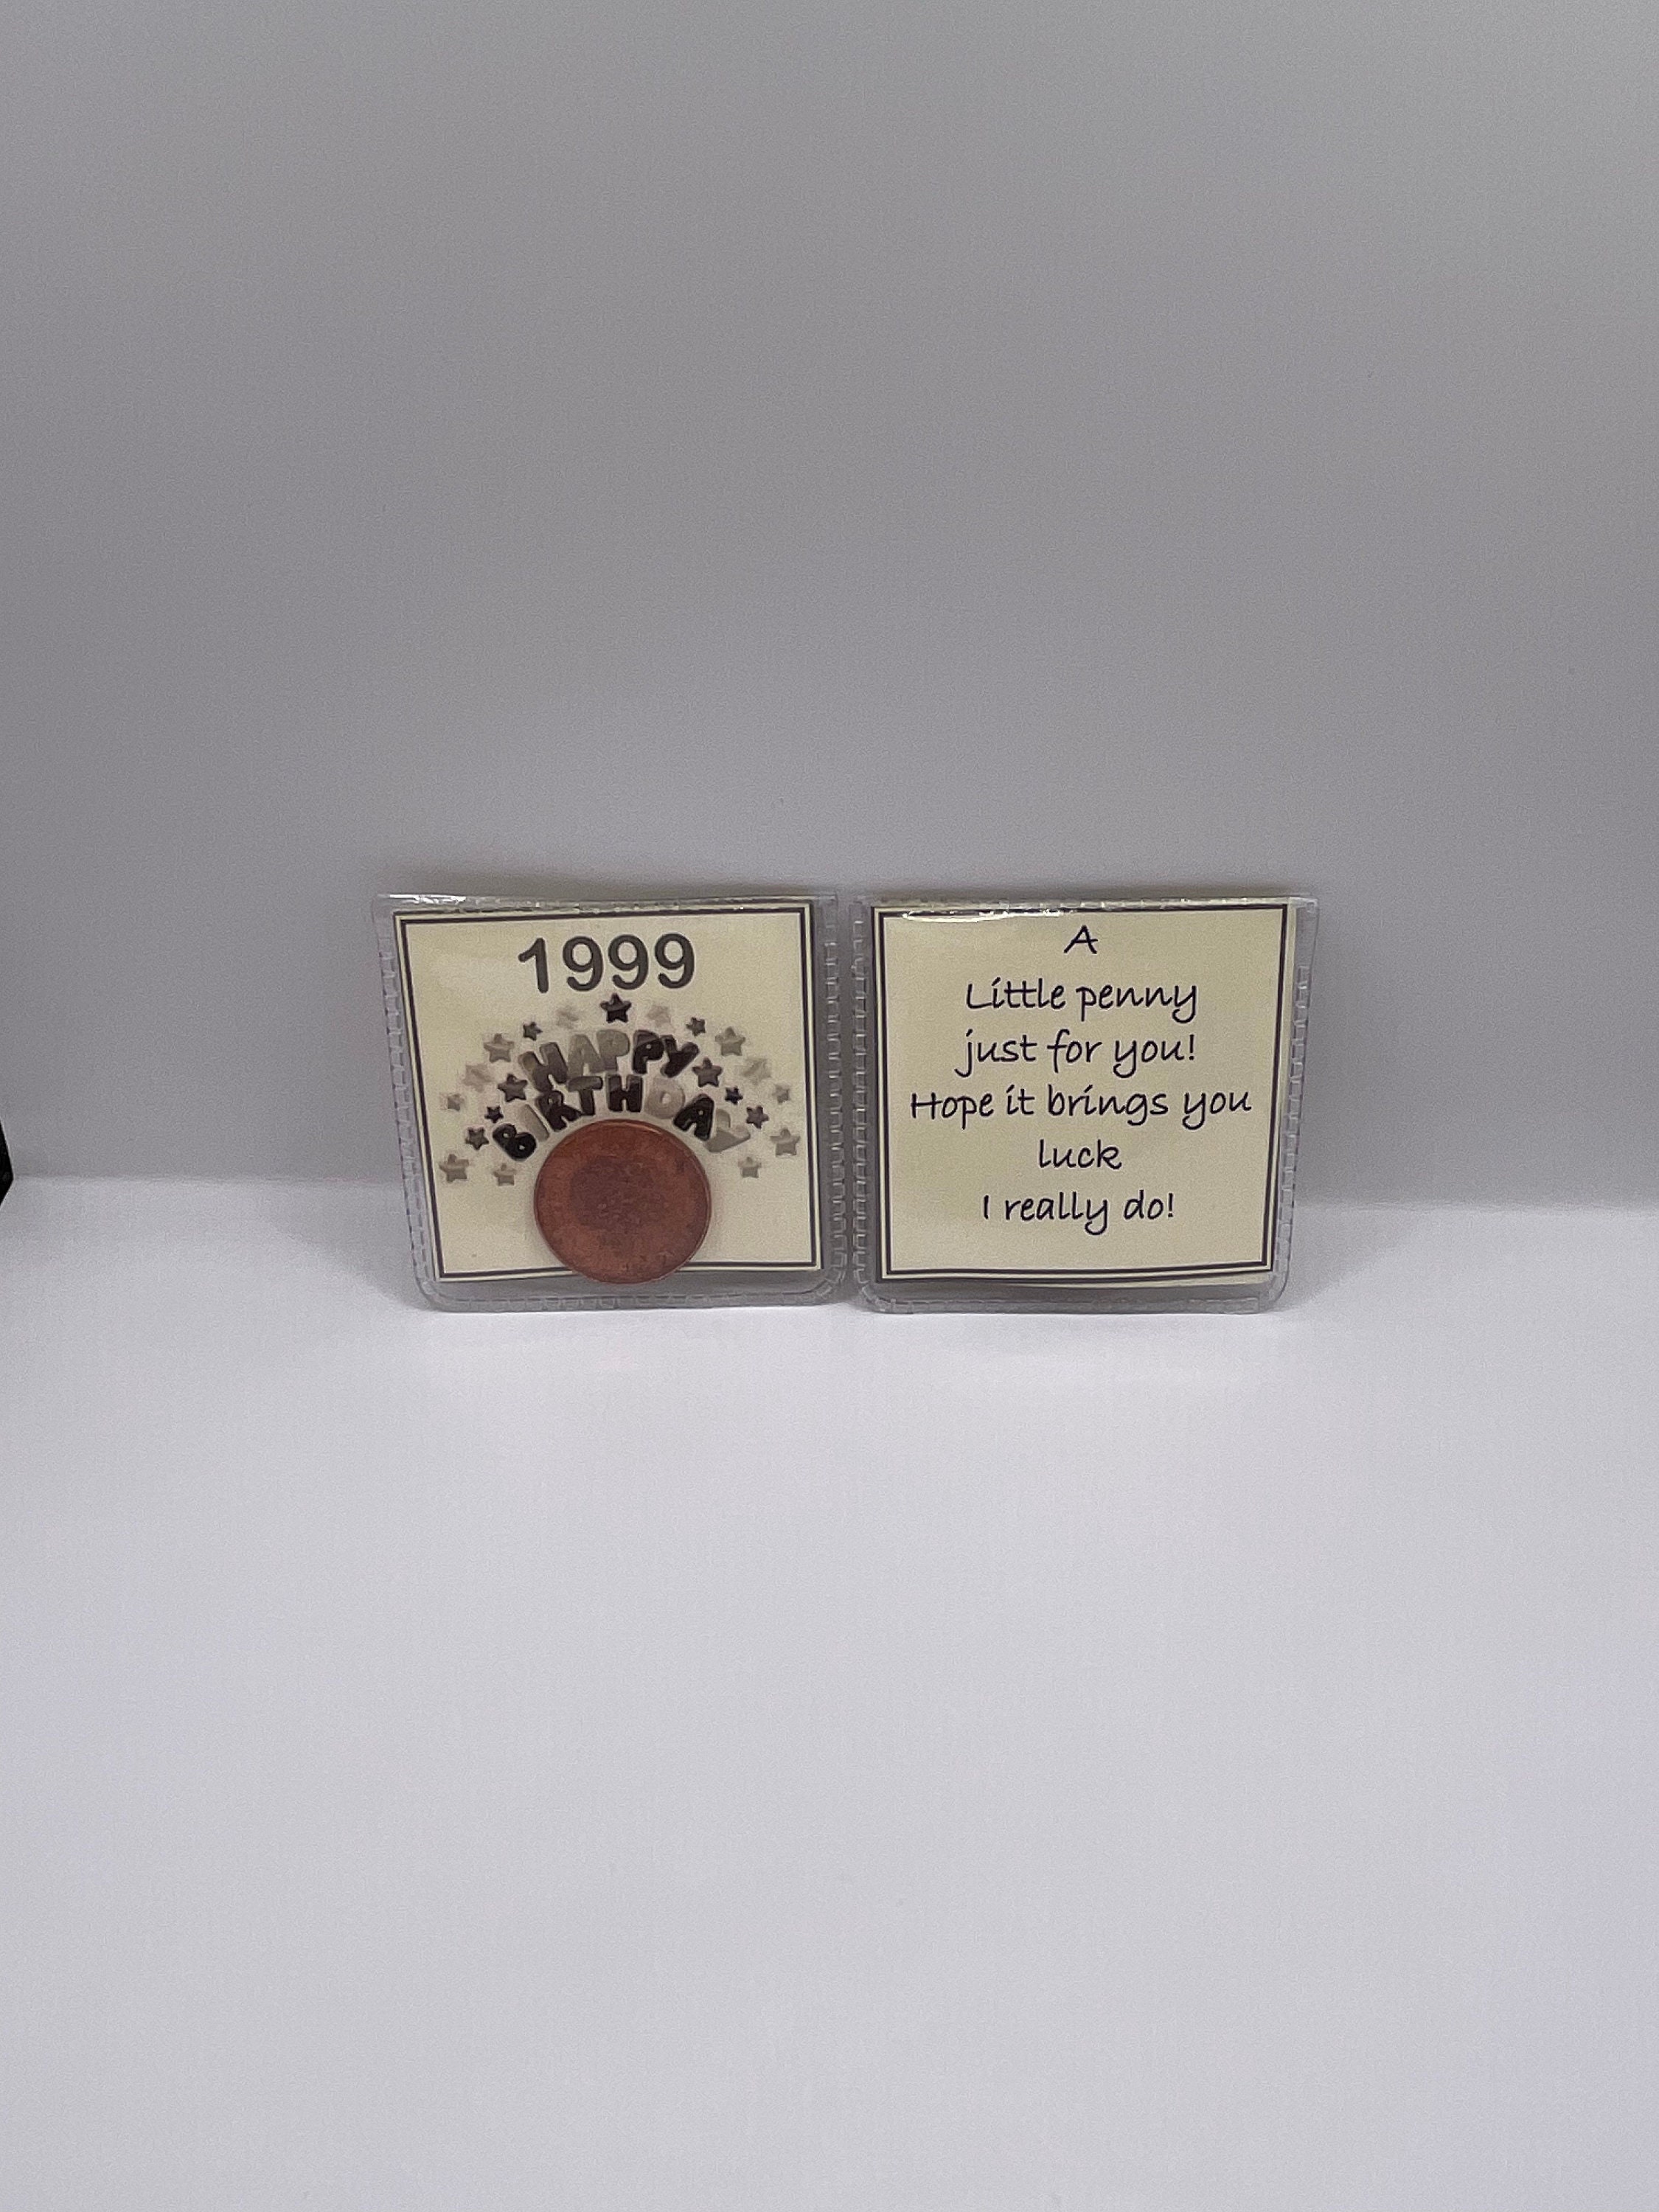 1999
HAPPY
BIRTHDAY
A
Little penny
just for you!
Hope it brings you
luck
I really do!